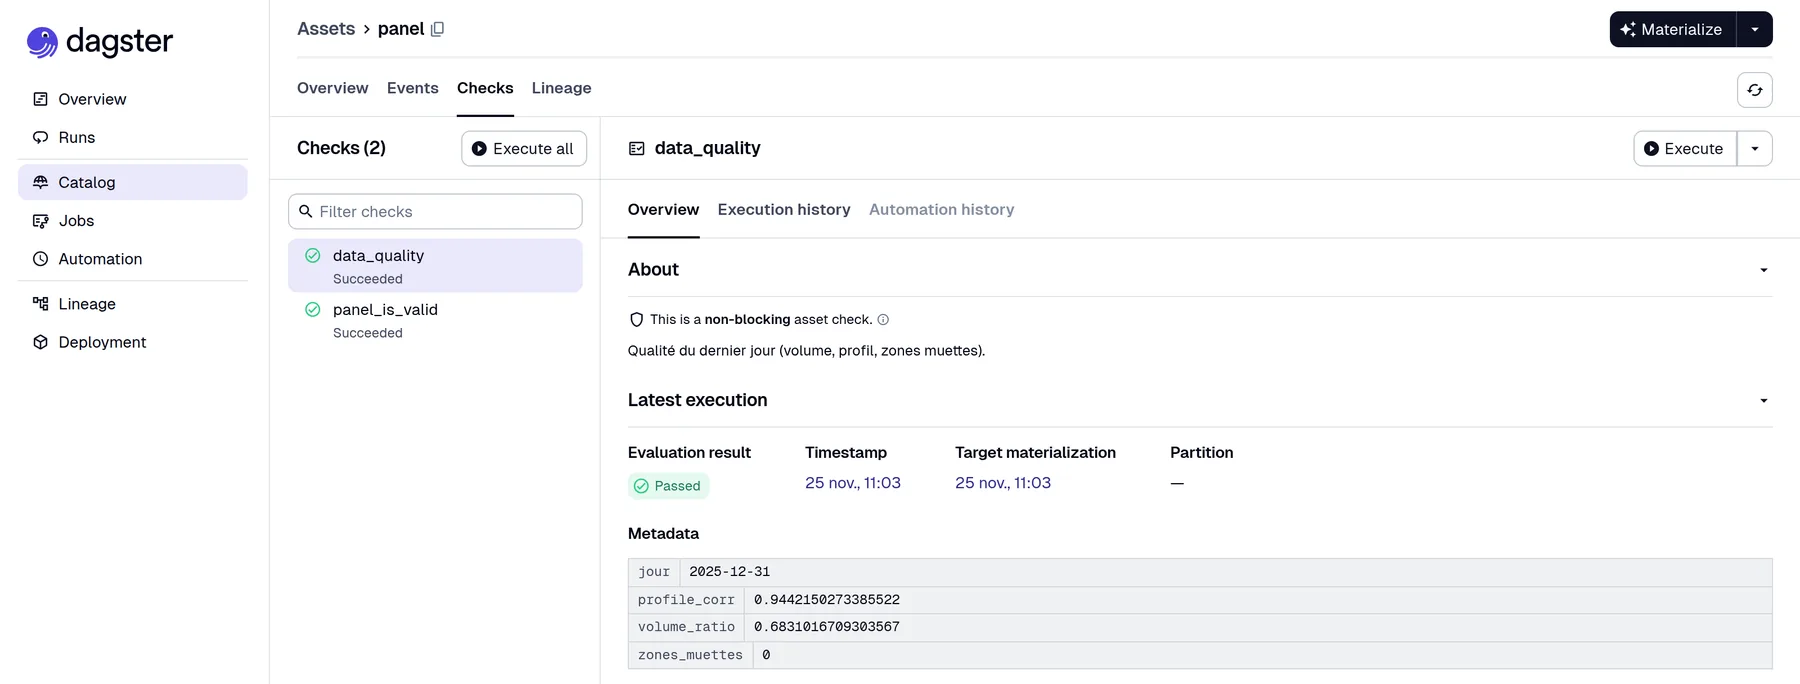 dagster
Overview
Runs
Catalog
Jobs
Automation
Lineage
Deployment
Assets › panel
Materialize
Overview Events Checks Lineage
Checks (2)
Execute all
Filter checks
data_quality
Succeeded
panel_is_valid
Succeeded
data_quality
Execute
Overview Execution history Automation history
About
This is a non-blocking asset check.
Qualité du dernier jour (volume, profil, zones muettes).
Latest execution
Evaluation result Timestamp Target materialization Partition
Passed 25 nov., 11:03 25 nov., 11:03 —
Metadata
jour 2025-12-31
profile_corr 0.9442150273385522
volume_ratio 0.6831016709303567
zones_muettes 0